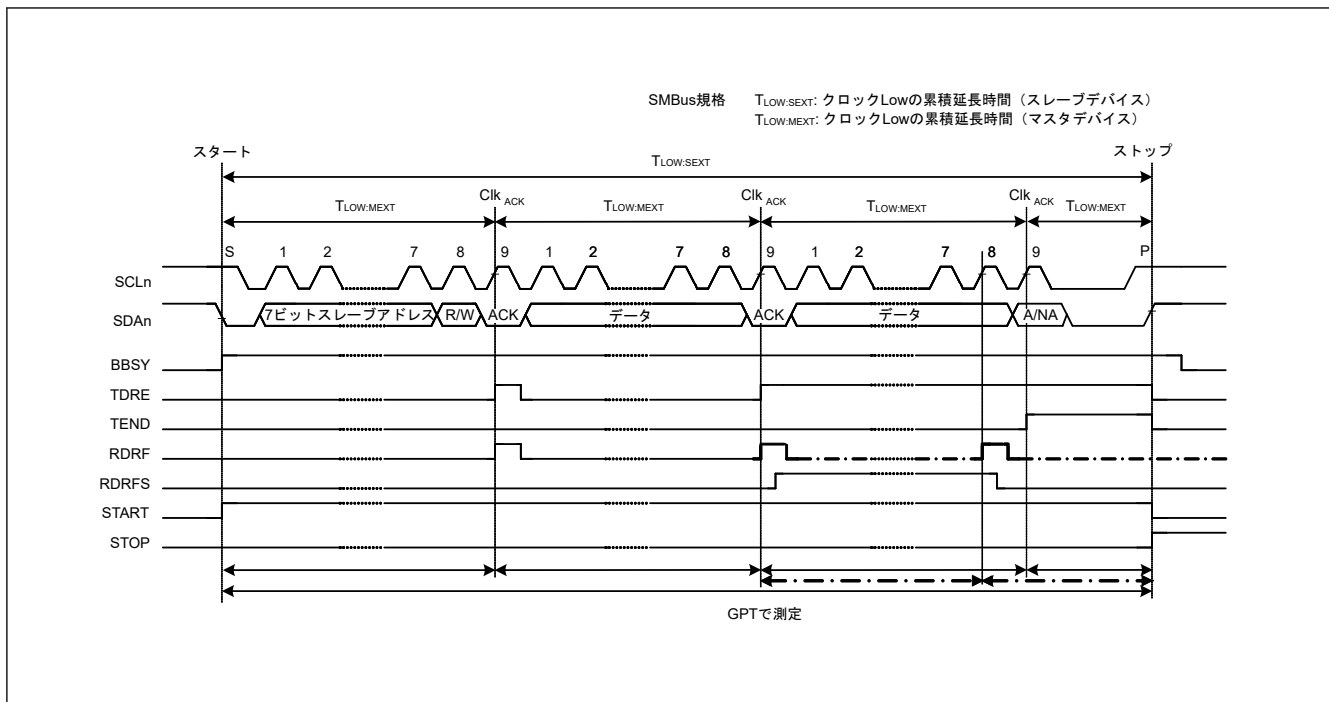 SMBus規格 TLOW:SEXT: クロックLowの累積延長時間（スレーブデバイス）
TLOW:MEXT: クロックLowの累積延長時間（マスタデバイス）
スタート ストップ
TLOW:SEXT
Clk ACK Clk ACK Clk ACK
TLOW:MEXT TLOW:MEXT TLOW:MEXT TLOW:MEXT
S 1 2 7 8 9 1 2 7 8 9 1 2 7 8 9 P
SCLn
SDAn 7ビットスレーブアドレス R/W ACK データ ACK データ A/NA
BBSY
TDRE
TEND
RDRF
RDRFS
START
STOP
GPTで測定